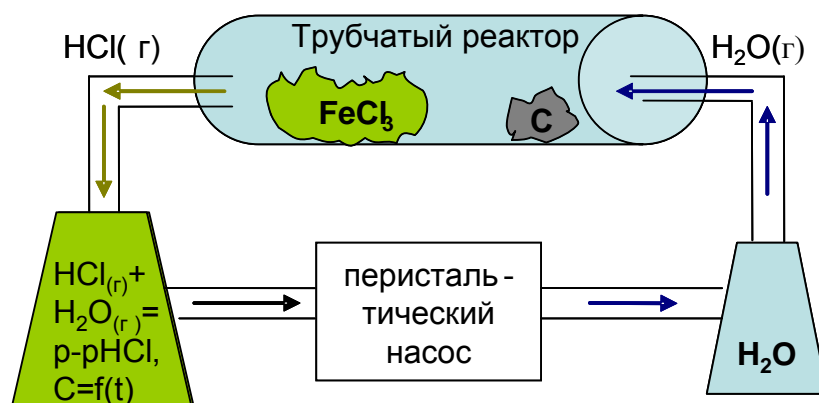 Трубчатый реактор
HCl( г)
H₂O(г)
FeCl₃
C
HCl₍г₎+
H₂O₍г ₎=
р-рHCl,
C=f(t)
перисталь -
тический
насос
H₂O